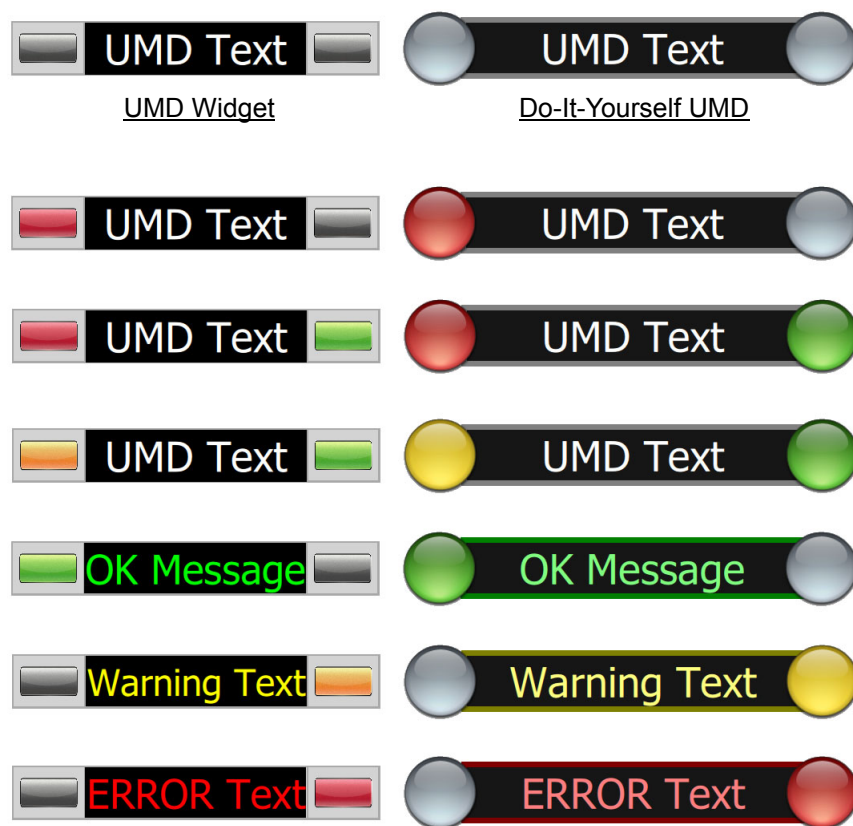 UMD Text UMD Text
UMD Widget Do-It-Yourself UMD
UMD Text UMD Text
UMD Text UMD Text
UMD Text UMD Text
OK Message OK Message
Warning Text Warning Text
ERROR Text ERROR Text